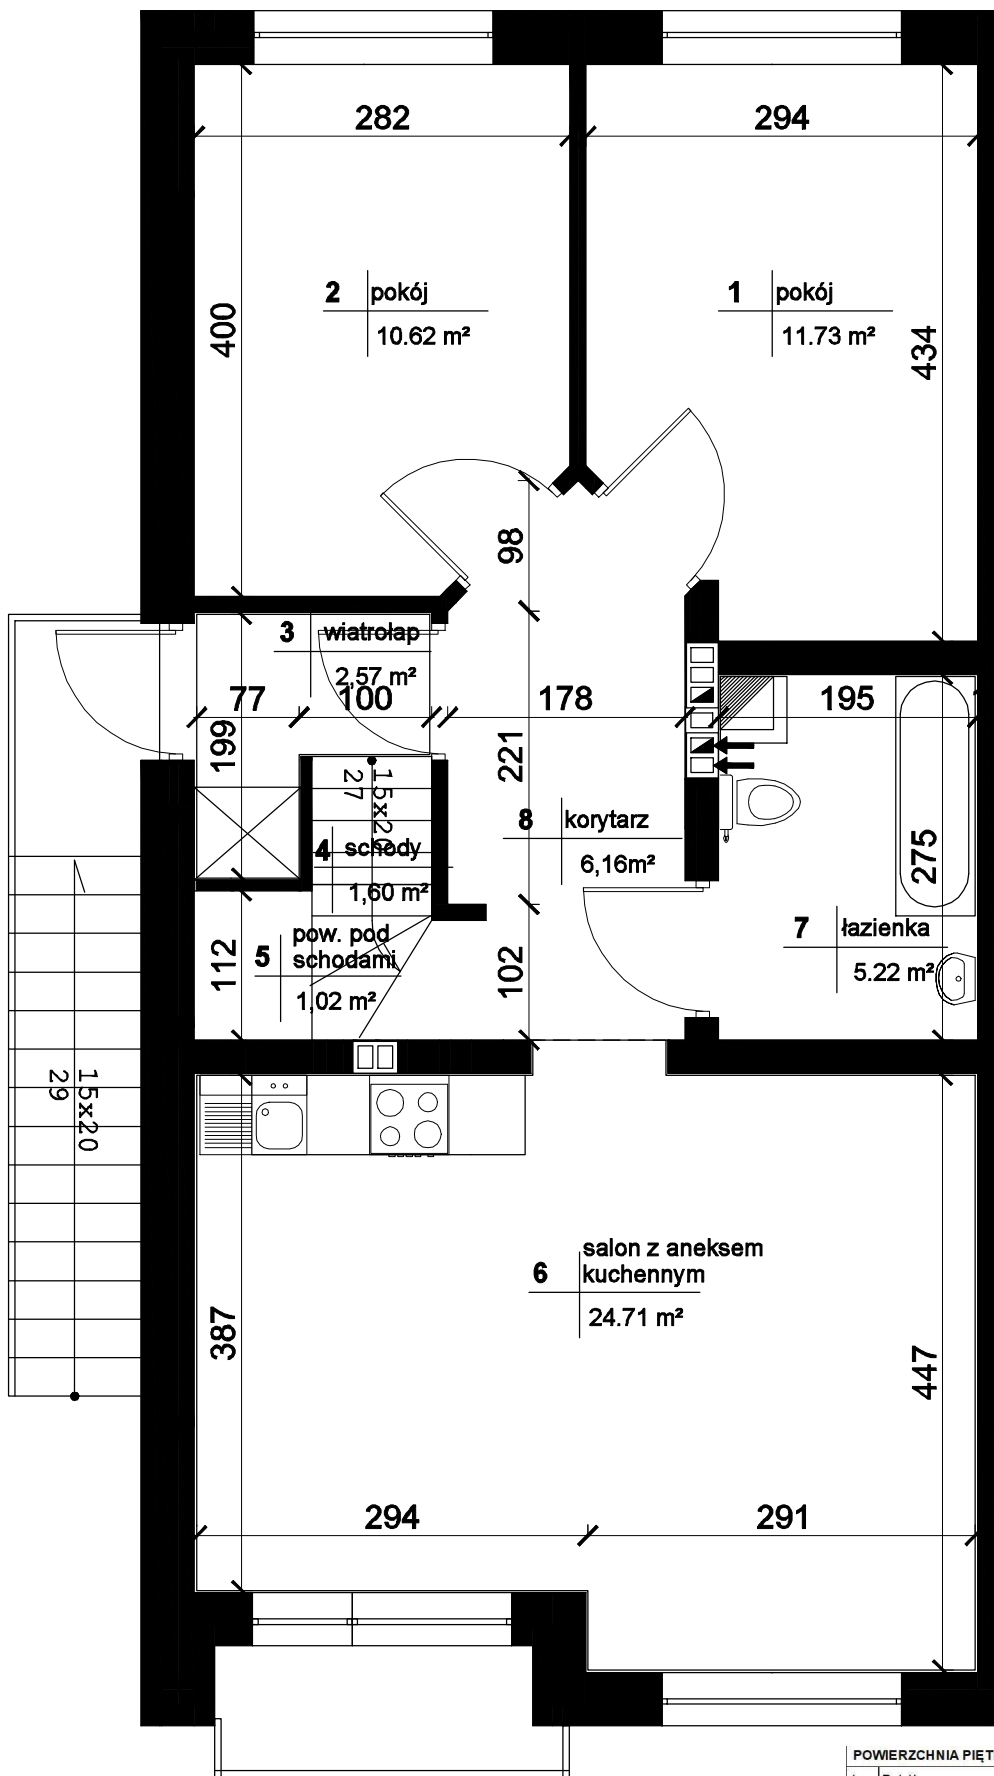 282
294
2 pokój
10.62 m²
1 pokój
11.73 m²
400
434
98
3 wiatrołap
2,57 m²
77
100
178
195
199
221
15x20
27
4 schody
1,60 m²
8 korytarz
6,16m²
275
5 pow. pod
schodami
1,02 m²
112
102
7 łazienka
5.22 m²
15x20
29
6 salon z aneksem
kuchennym
24.71 m²
387
447
294
291
POWIERZCHNIA PIĘT